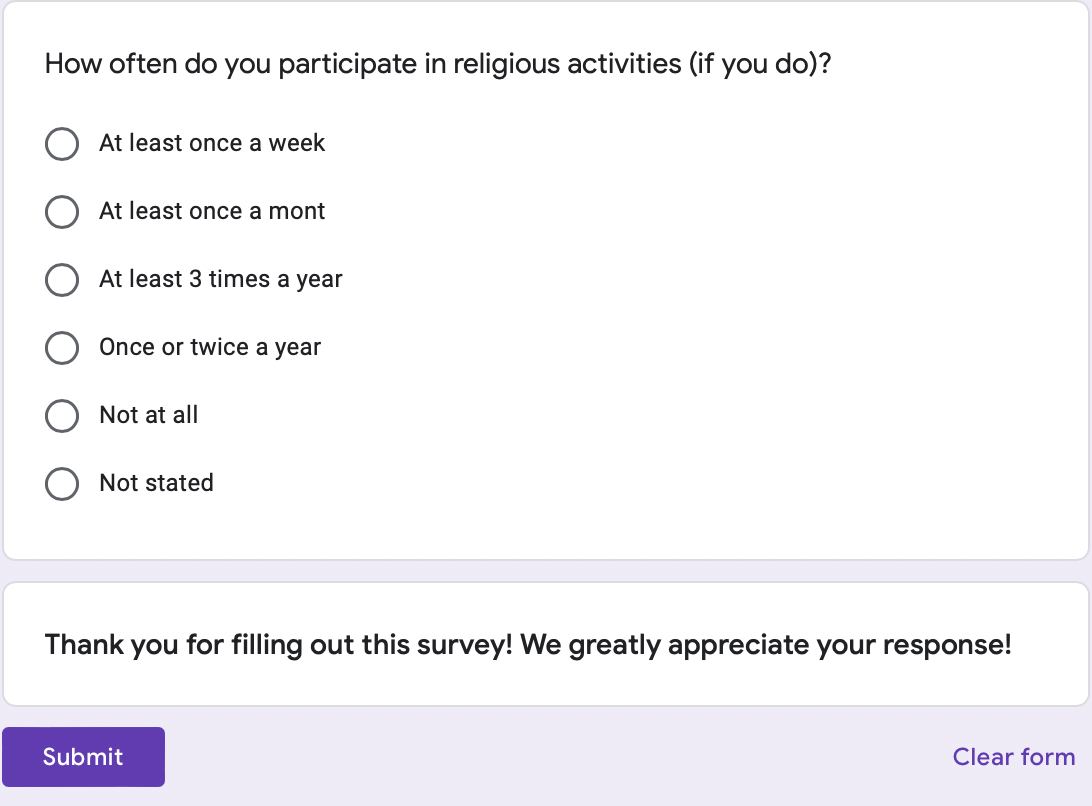 How often do you participate in religious activities (if you do)?
At least once a week
At least once a mont
At least 3 times a year
Once or twice a year
Not at all
Not stated
Thank you for filling out this survey! We greatly appreciate your response!
Submit
Clear form